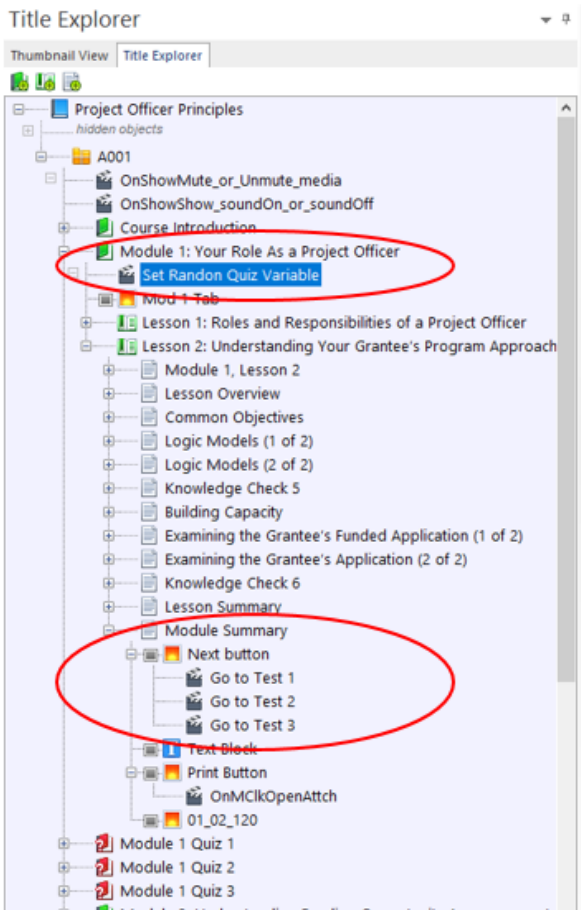 Title Explorer
Thumbnail View Title Explorer
Project Officer Principles
hidden objects
A001
OnShowMute_or_Unmute_media
OnShowShow_soundOn_or_soundOff
Course Introduction
Module 1: Your Role As a Project Officer
Set Randon Quiz Variable
Mod 1 Tab
Lesson 1: Roles and Responsibilities of a Project Officer
Lesson 2: Understanding Your Grantee's Program Approach
Module 1, Lesson 2
Lesson Overview
Common Objectives
Logic Models (1 of 2)
Logic Models (2 of 2)
Knowledge Check 5
Building Capacity
Examining the Grantee's Funded Application (1 of 2)
Examining the Grantee's Application (2 of 2)
Knowledge Check 6
Lesson Summary
Module Summary
Next button
Go to Test 1
Go to Test 2
Go to Test 3
Text Block
Print Button
OnMClkOpenAttch
01_02_120
Module 1 Quiz 1
Module 1 Quiz 2
Module 1 Quiz 3